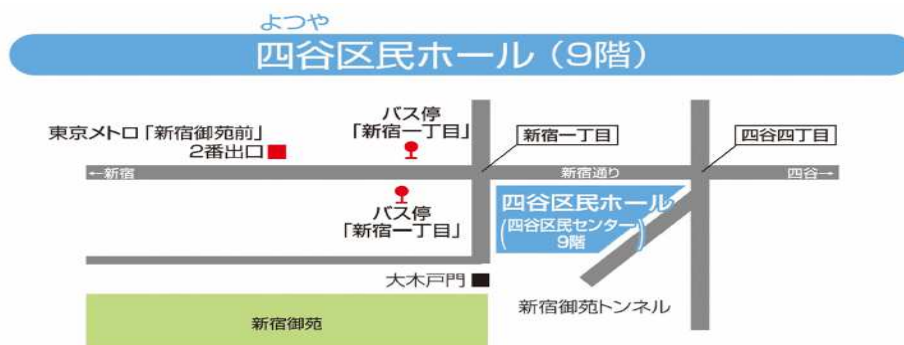 よつや
四谷区民ホール（9階）
バス停
「新宿一丁目」
東京メトロ「新宿御苑前」
2番出口
新宿一丁目
四谷四丁目
←新宿
新宿通り
四谷→
バス停
「新宿一丁目」
四谷区民ホール
(四谷区民センター
9階)
大木戸門
新宿御苑トンネル
新宿御苑